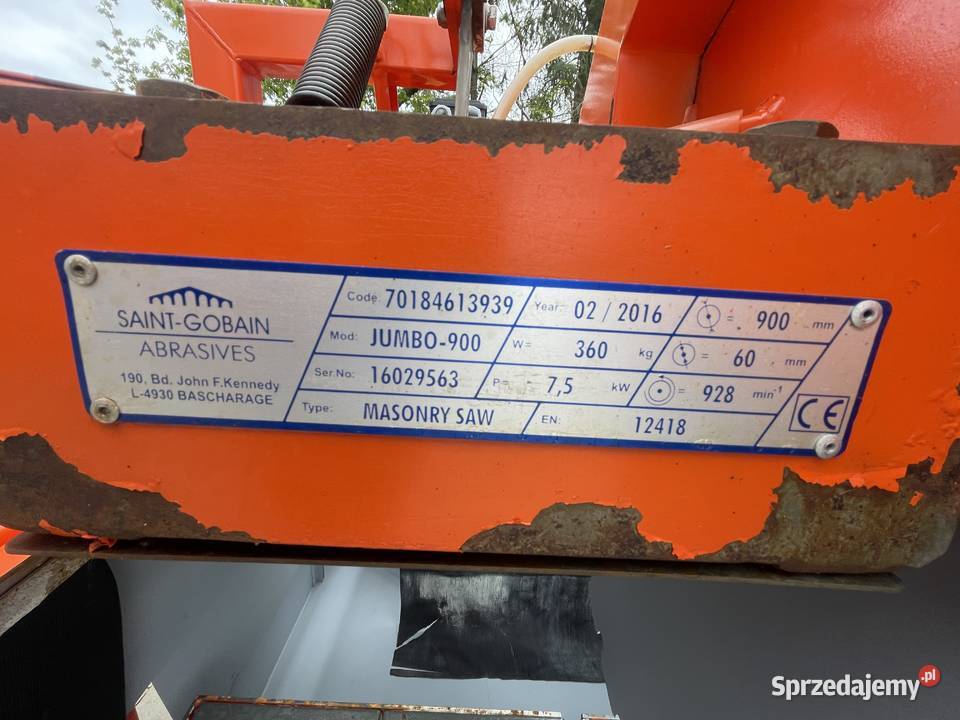 SAINT-GOBAIN
ABRASIVES
190, Bd. John F.Kennedy
L-4930 BASCHARAGE
Code: 70184613939 Year: 02 / 2016 = 900 mm
Mod: JUMBO-900 W= 360 kg = 60 mm
Ser.No: 16029563 P= 7,5 kW = 928 min⁻¹
Type: MASONRY SAW EN: 12418 CE
Sprzedajemy.pl